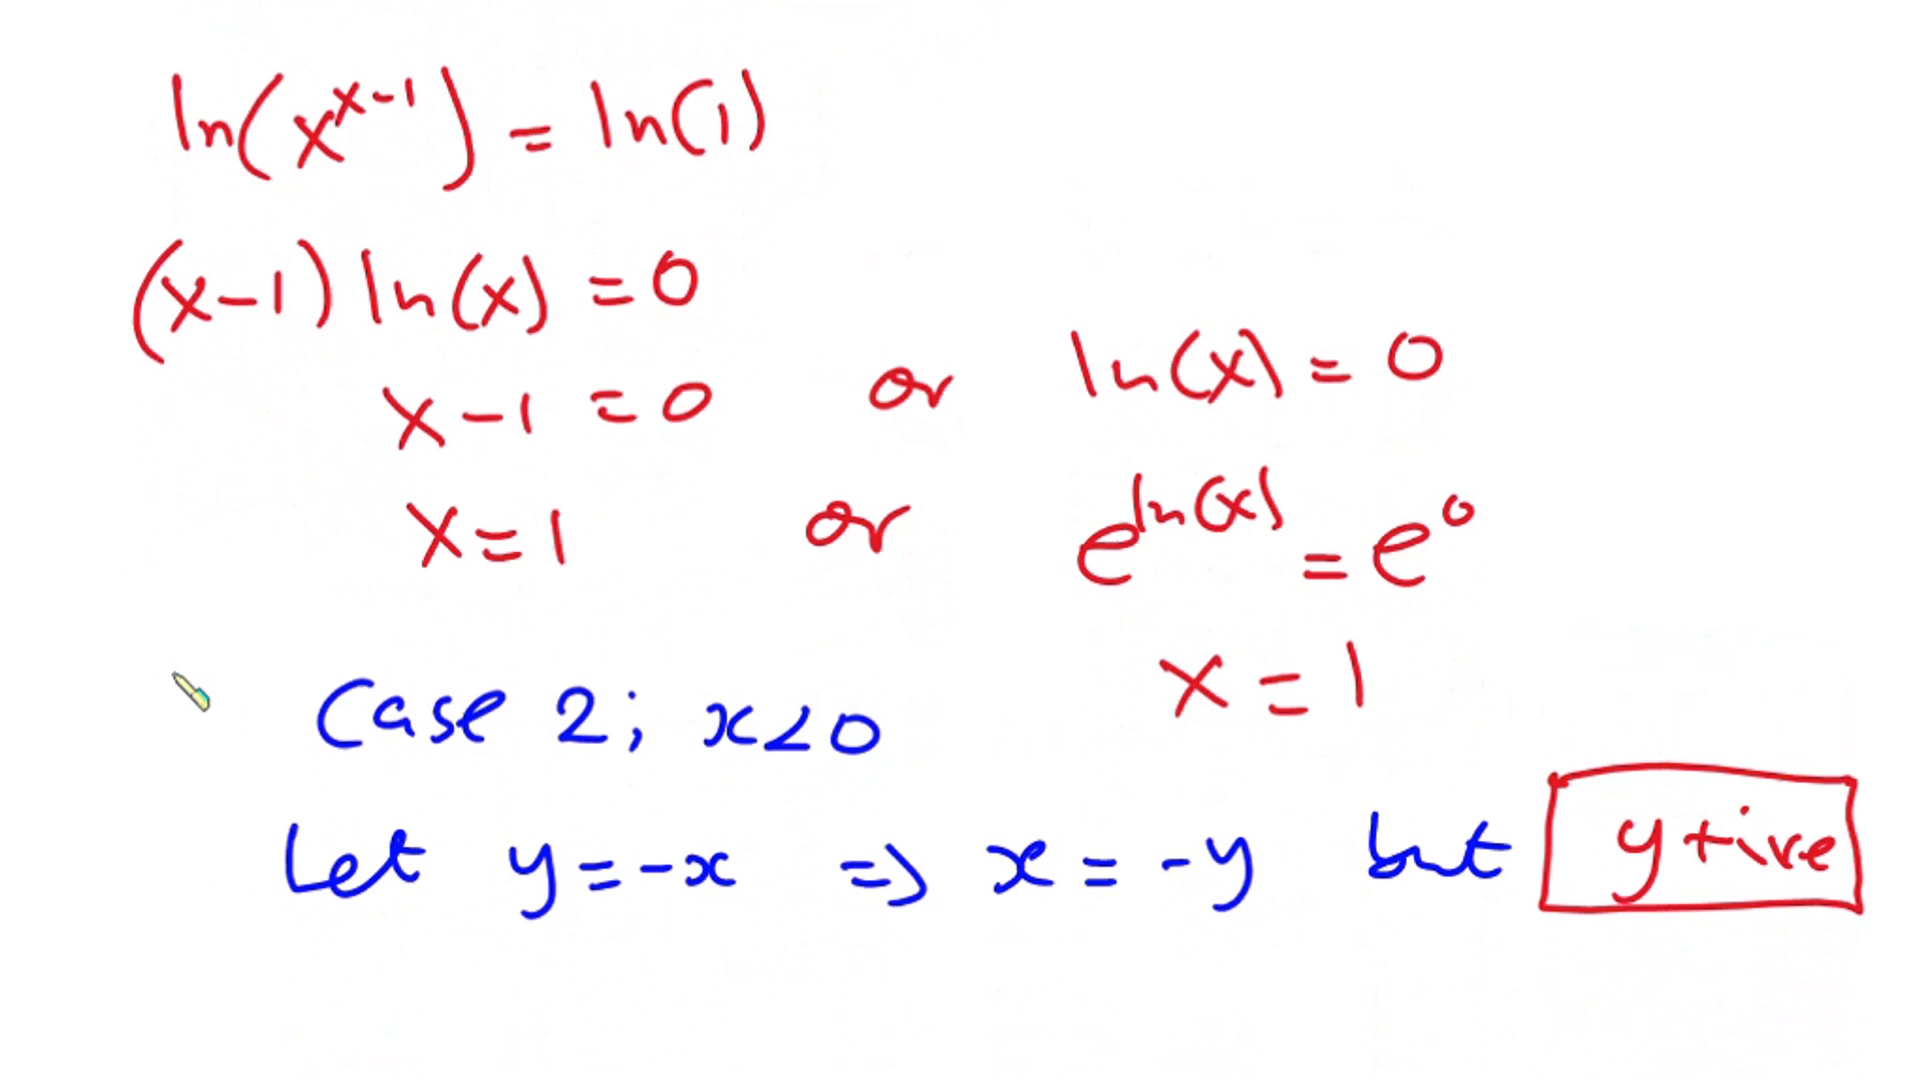 ln(x^{x-1}) = ln(1)
(x-1) ln(x) = 0
x-1 = 0 or ln(x) = 0
x = 1 or e^{ln(x)} = e^0
x = 1
Case 2; x<0
Let y = -x => x = -y but y +ive